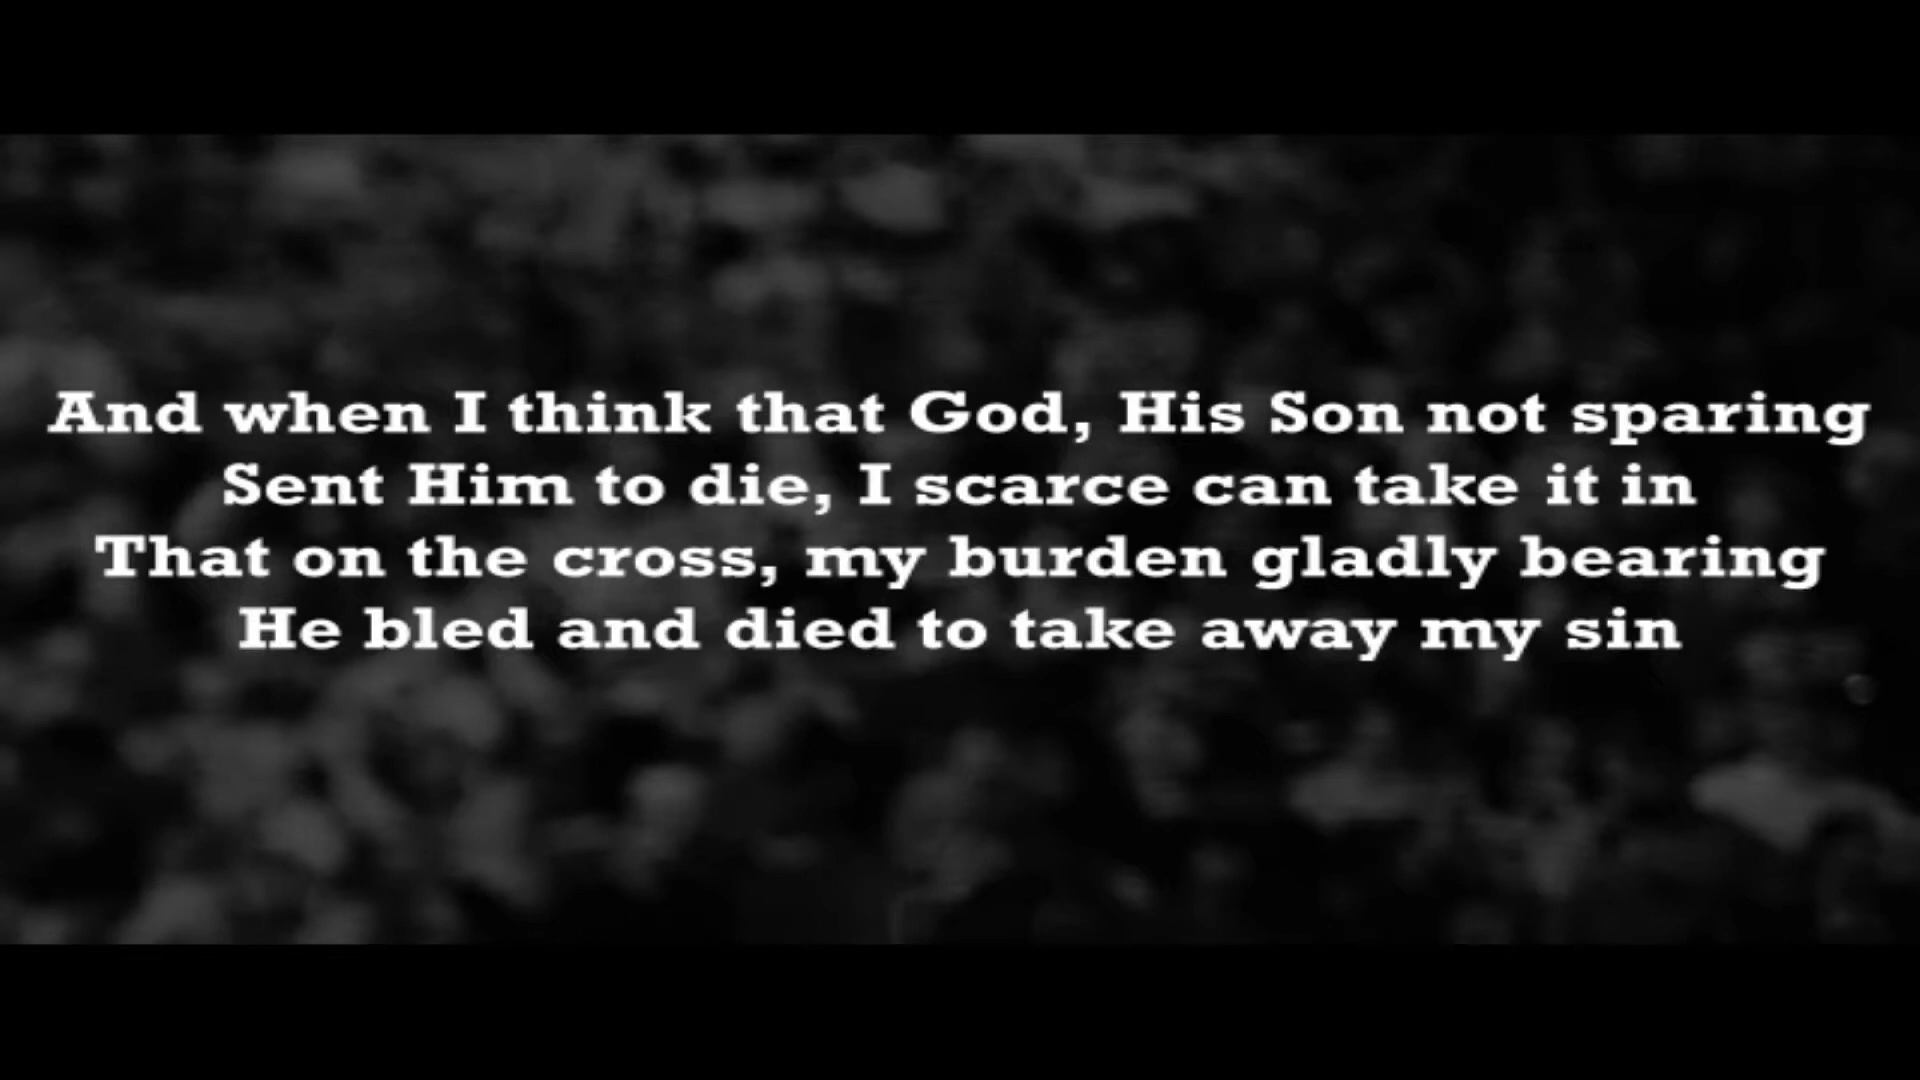 And when I think that God, His Son not sparing
Sent Him to die, I scarce can take it in
That on the cross, my burden gladly bearing
He bled and died to take away my sin